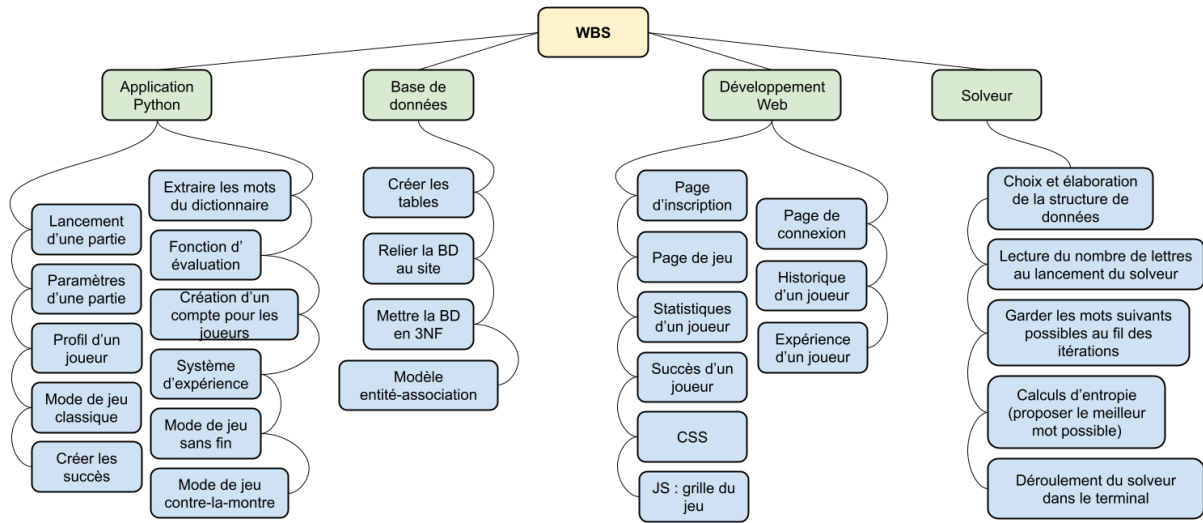 WBS
Application
Python
Base de
données
Développement
Web
Solveur
Lancement
d'une partie
Paramètres
d'une partie
Profil d'un
joueur
Mode de jeu
classique
Créer les
succès
Extraire les mots
du dictionnaire
Fonction d'
évaluation
Création d'un
compte pour les
joueurs
Système
d'expérience
Mode de jeu
sans fin
Mode de jeu
contre-la-montre
Créer les
tables
Relier la BD
au site
Mettre la BD
en 3NF
Modèle
entité-association
Page
d'inscription
Page de jeu
Statistiques
d'un joueur
Succès d'un
joueur
CSS
JS : grille du
jeu
Page de
connexion
Historique
d'un joueur
Expérience
d'un joueur
Choix et élaboration
de la structure de
données
Lecture du nombre de lettres
au lancement du solveur
Garder les mots suivants
possibles au fil des
itérations
Calculs d'entropie
(proposer le meilleur
mot possible)
Déroulement du solveur
dans le terminal